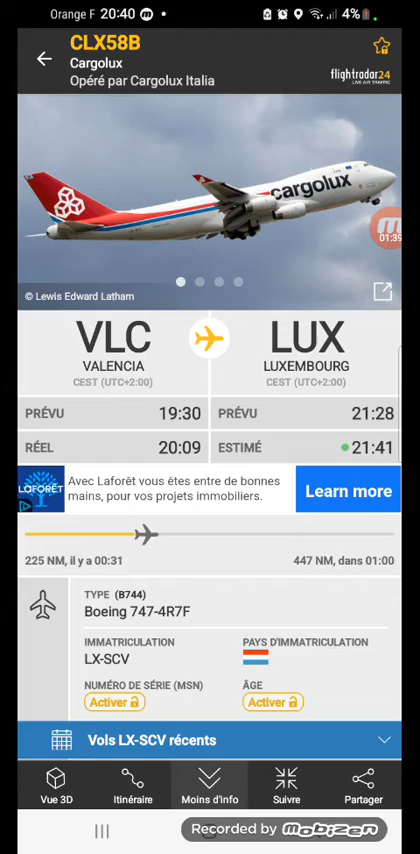 Orange F 20:40 4%
CLX58B
Cargolux
Opéré par Cargolux Italia
flightradar24
LIVE AIR TRAFFIC
cargolux
01:39
© Lewis Edward Latham
VLC
VALENCIA
CEST (UTC+2:00)
LUX
LUXEMBOURG
CEST (UTC+2:00)
PRÉVU 19:30 PRÉVU 21:28
RÉEL 20:09 ESTIMÉ 21:41
LAFORÊT
Avec Laforêt vous êtes entre de bonnes
mains, pour vos projets immobiliers.
Learn more
225 NM, il y a 00:31 447 NM, dans 01:00
TYPE (B744)
Boeing 747-4R7F
IMMATRICULATION PAYS D'IMMATRICULATION
LX-SCV
NUMÉRO DE SÉRIE (MSN) ÂGE
Activer Activer
Vols LX-SCV récents
Vue 3D Itinéraire Moins d'info Suivre Partager
Recorded by mobizen